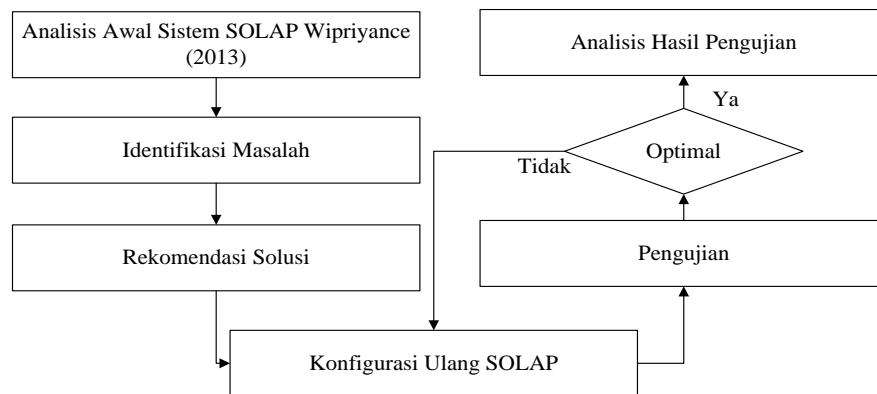 Analisis Awal Sistem SOLAP Wipriyance
(2013)
Identifikasi Masalah
Rekomendasi Solusi
Konfigurasi Ulang SOLAP
Pengujian
Optimal
Tidak
Ya
Analisis Hasil Pengujian